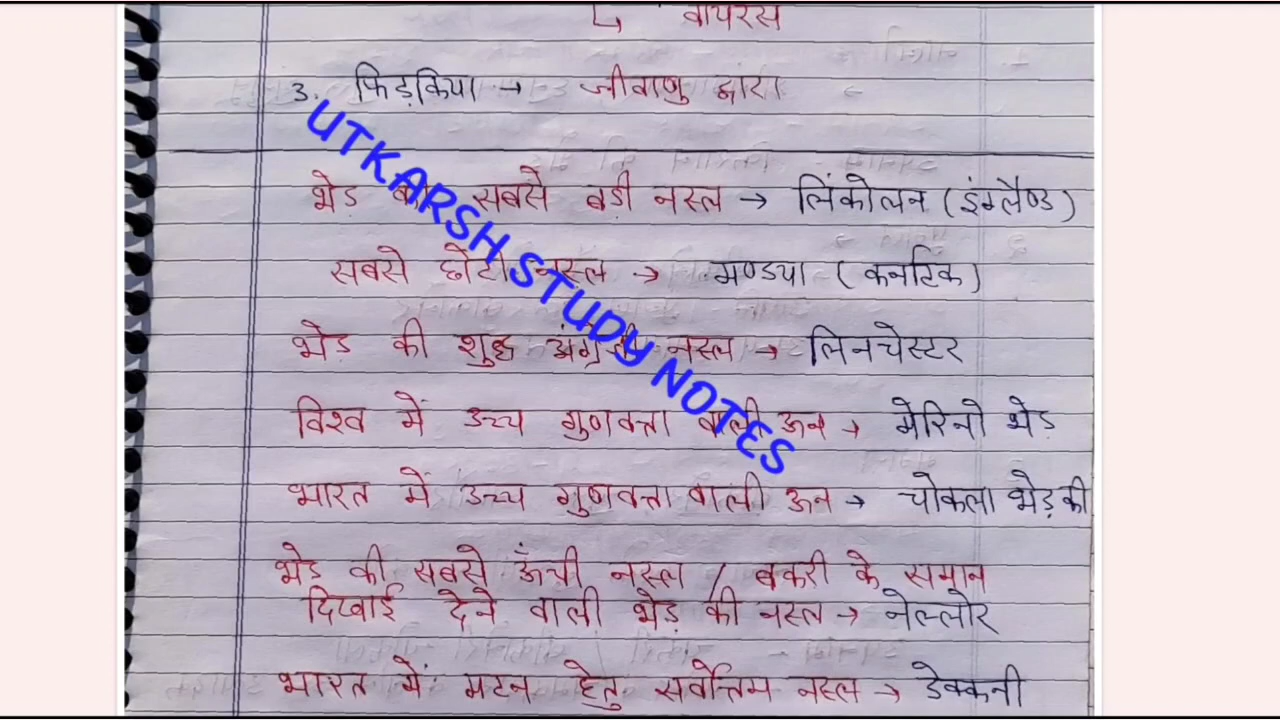 ↳ वायरस
3. फिड़किया → जीवाणु द्वारा
भेड की सबसे बडी नस्ल → लिंकोलन (इंग्लैण्ड)
सबसे छोटी नस्ल → मण्डया (कर्नाटक)
भेड की शुद्ध अंग्रेजी नस्ल → लिनचेस्टर
विश्व में उच्च गुणवत्ता वाली ऊन → मेरिनो भेड
भारत में उच्च गुणवत्ता वाली ऊन → चोकला भेड़ की
भेड की सबसे ऊँची नस्ल / बकरी के समान
दिखाई देने वाली भेड़ की नस्ल → नेल्लोर
भारत में मटन हेतु सर्वोत्तम नस्ल → डेक्कनी
UTKARSH STUDY NOTES